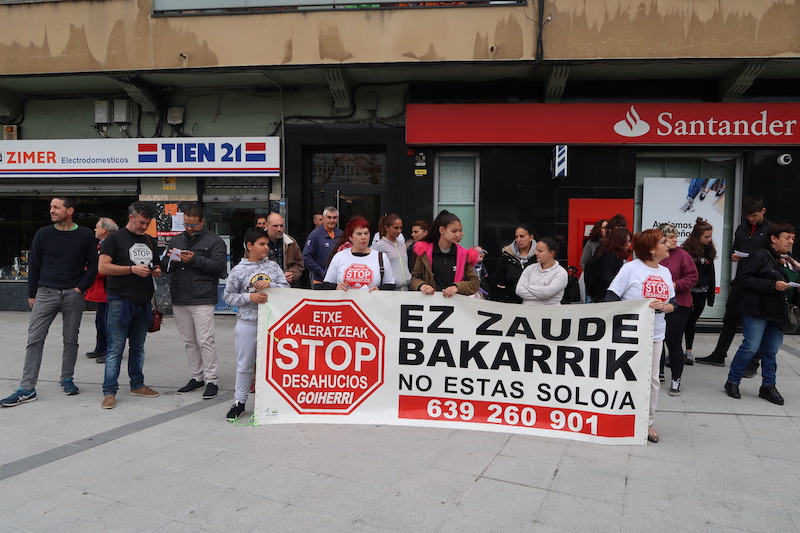 ZIMER Electrodomesticos TIEN 21
Santander
STOP
STOP
STOP
ETXE
KALERATZEAK
STOP
DESAHUCIOS
GOIHERRI
EZ ZAUDE
BAKARRIK
NO ESTAS SOLO/A
639 260 901